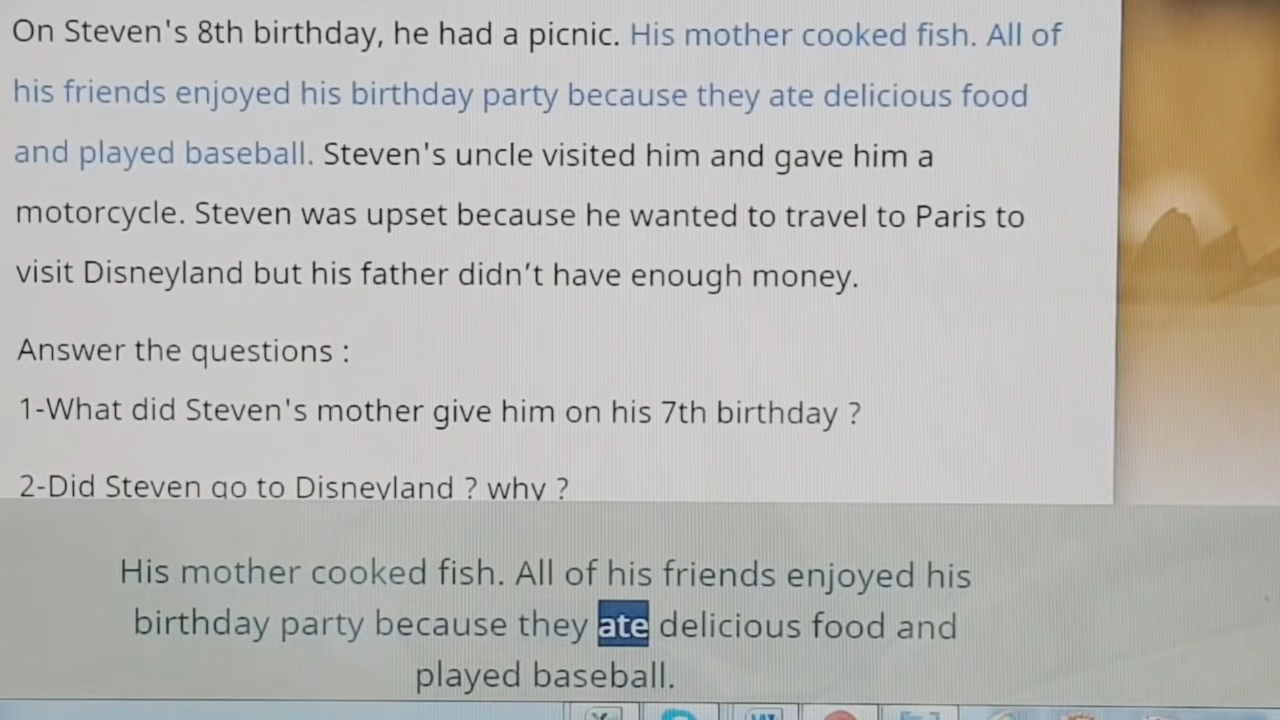 On Steven's 8th birthday, he had a picnic. His mother cooked fish. All of
his friends enjoyed his birthday party because they ate delicious food
and played baseball. Steven's uncle visited him and gave him a
motorcycle. Steven was upset because he wanted to travel to Paris to
visit Disneyland but his father didn’t have enough money.
Answer the questions :
1-What did Steven's mother give him on his 7th birthday ?
2-Did Steven go to Disneyland ? why ?
His mother cooked fish. All of his friends enjoyed his
birthday party because they ate delicious food and
played baseball.